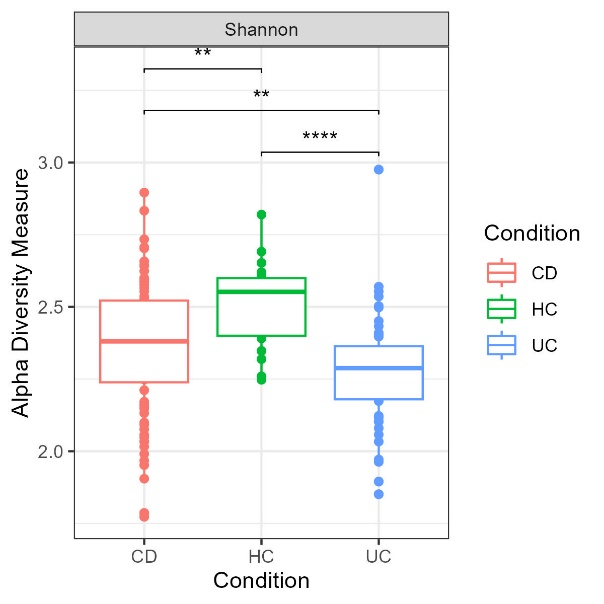 Shannon
**
**
****
Alpha Diversity Measure
3.0
2.5
2.0
CD HC UC
Condition
Condition
CD
HC
UC